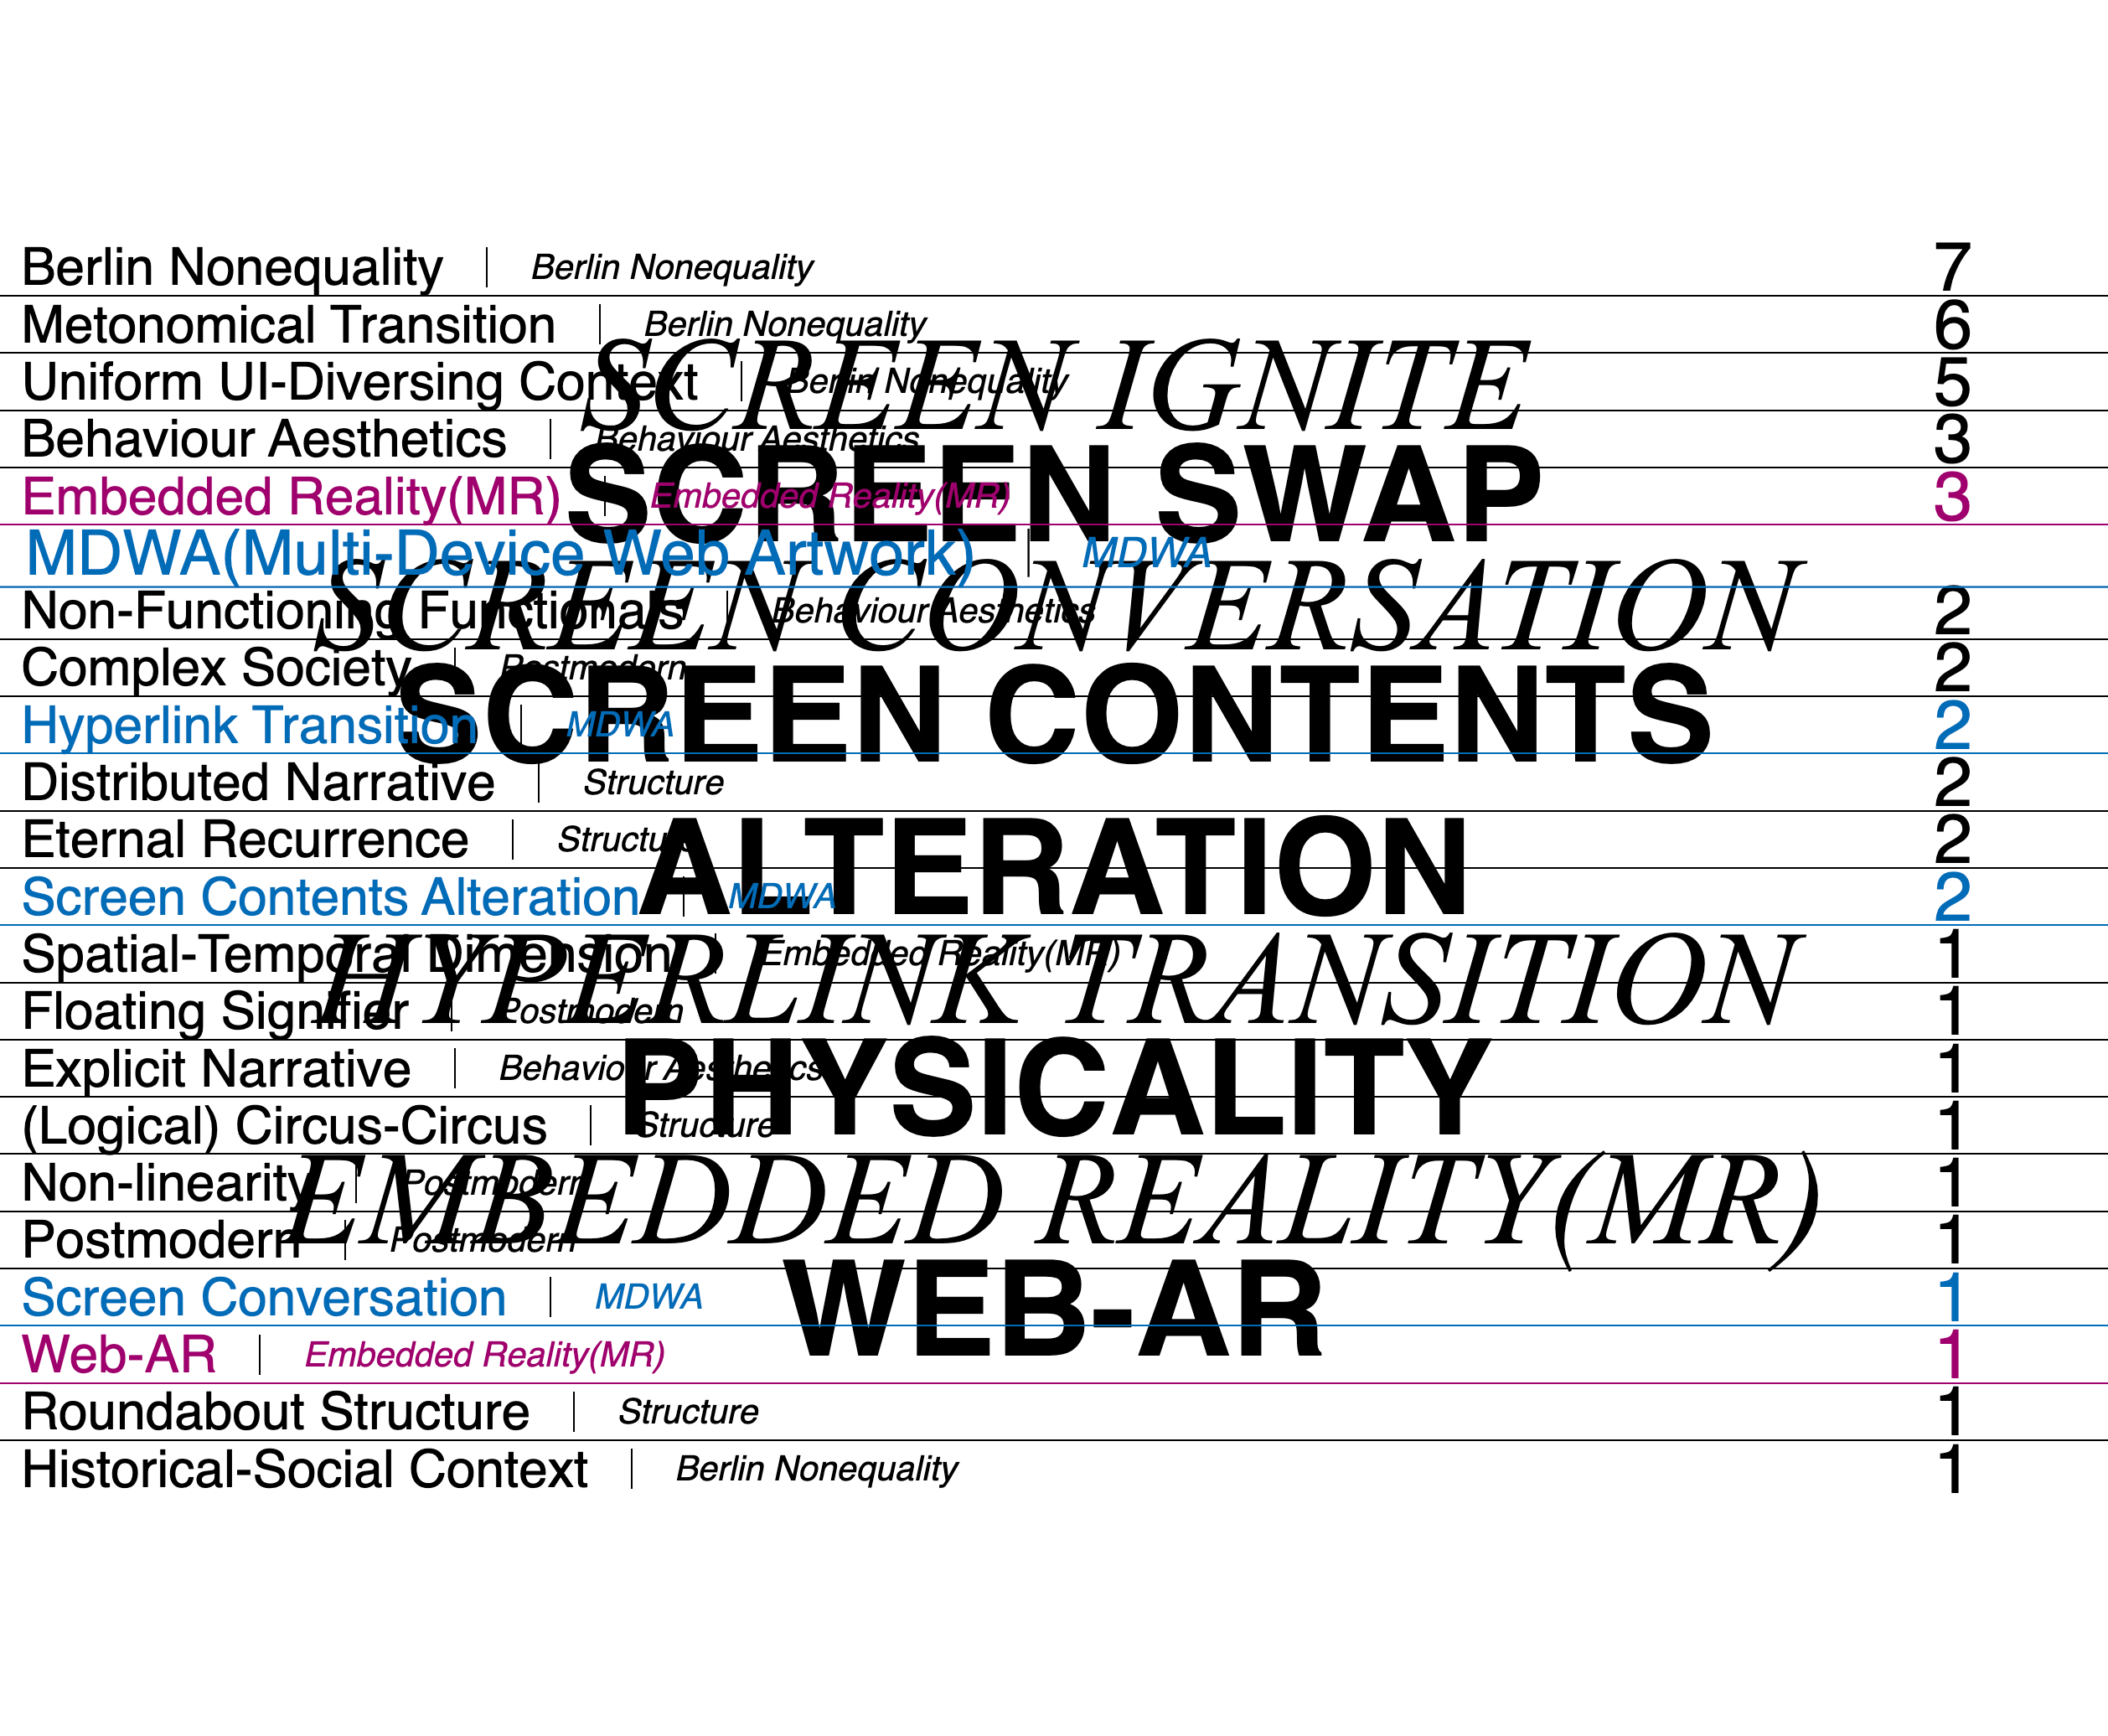 Berlin Nonequality | Berlin Nonequality 7
Metonomical Transition | Berlin Nonequality 6
SCREEN IGNITE
Uniform UI-Diversing Context | Berlin Nonequality 5
Behaviour Aesthetics | Behaviour Aesthetics 3
SCREEN SWAP
Embedded Reality(MR) | Embedded Reality(MR) 3
MDWA(Multi-Device Web Artwork) | MDWA
SCREEN CONVERSATION
Non-Functioning Functionals | Behaviour Aesthetics 2
Complex Society | Postmodern 2
SCREEN CONTENTS
Hyperlink Transition | MDWA 2
Distributed Narrative | Structure 2
Eternal Recurrence | Structure 2
ALTERATION
Screen Contents Alteration | MDWA 2
Spatial-Temporal Dimension | Embedded Reality(MR) 1
HYPERLINK TRANSITION
Floating Signifier | Postmodern 1
Explicit Narrative | Behaviour Aesthetics 1
PHYSICALITY
(Logical) Circus-Circus | Structure 1
Non-linearity | Postmodern 1
EMBEDDED REALITY(MR)
Postmodern | Postmodern 1
Screen Conversation | MDWA 1
WEB-AR
Web-AR | Embedded Reality(MR) 1
Roundabout Structure | Structure 1
Historical-Social Context | Berlin Nonequality 1